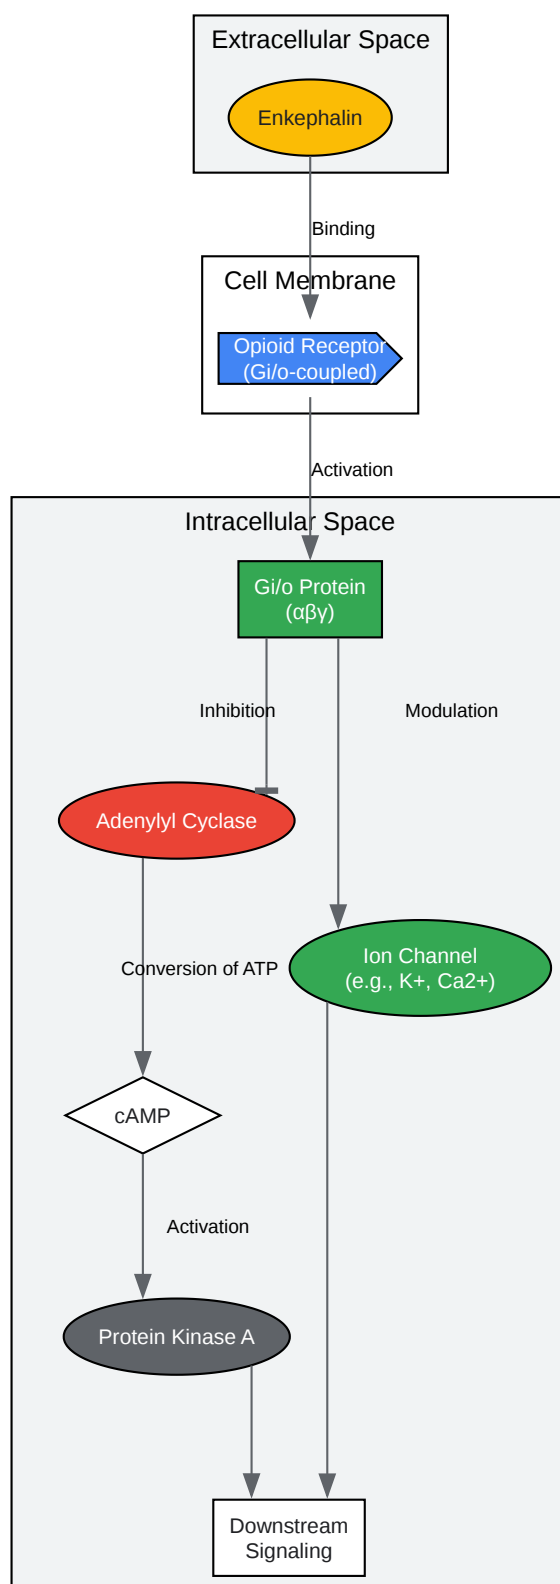 Extracellular Space
Enkephalin
Binding
Cell Membrane
Opioid Receptor
(Gi/o-coupled)
Activation
Intracellular Space
Gi/o Protein
(αβγ)
Inhibition
Modulation
Adenylyl Cyclase
Ion Channel
(e.g., K+, Ca2+)
Conversion of ATP
cAMP
Activation
Protein Kinase A
Downstream
Signaling